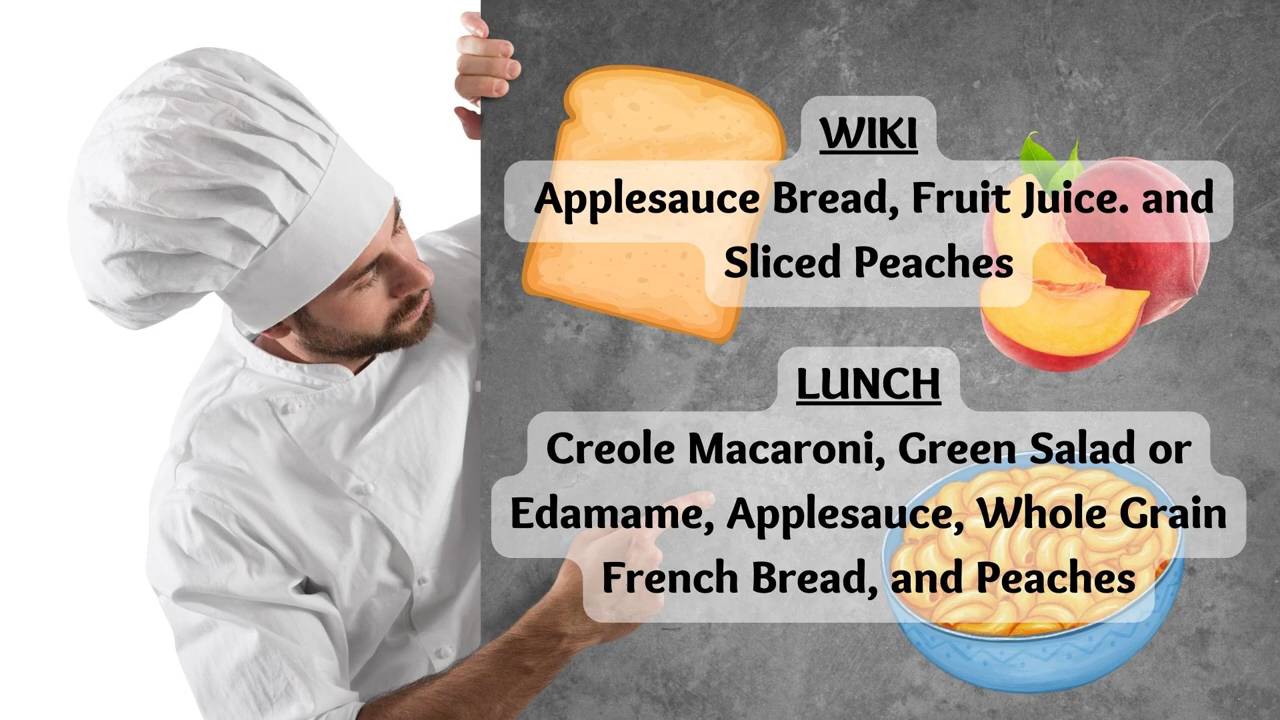 WIKI
Applesauce Bread, Fruit Juice. and
Sliced Peaches
LUNCH
Creole Macaroni, Green Salad or
Edamame, Applesauce, Whole Grain
French Bread, and Peaches